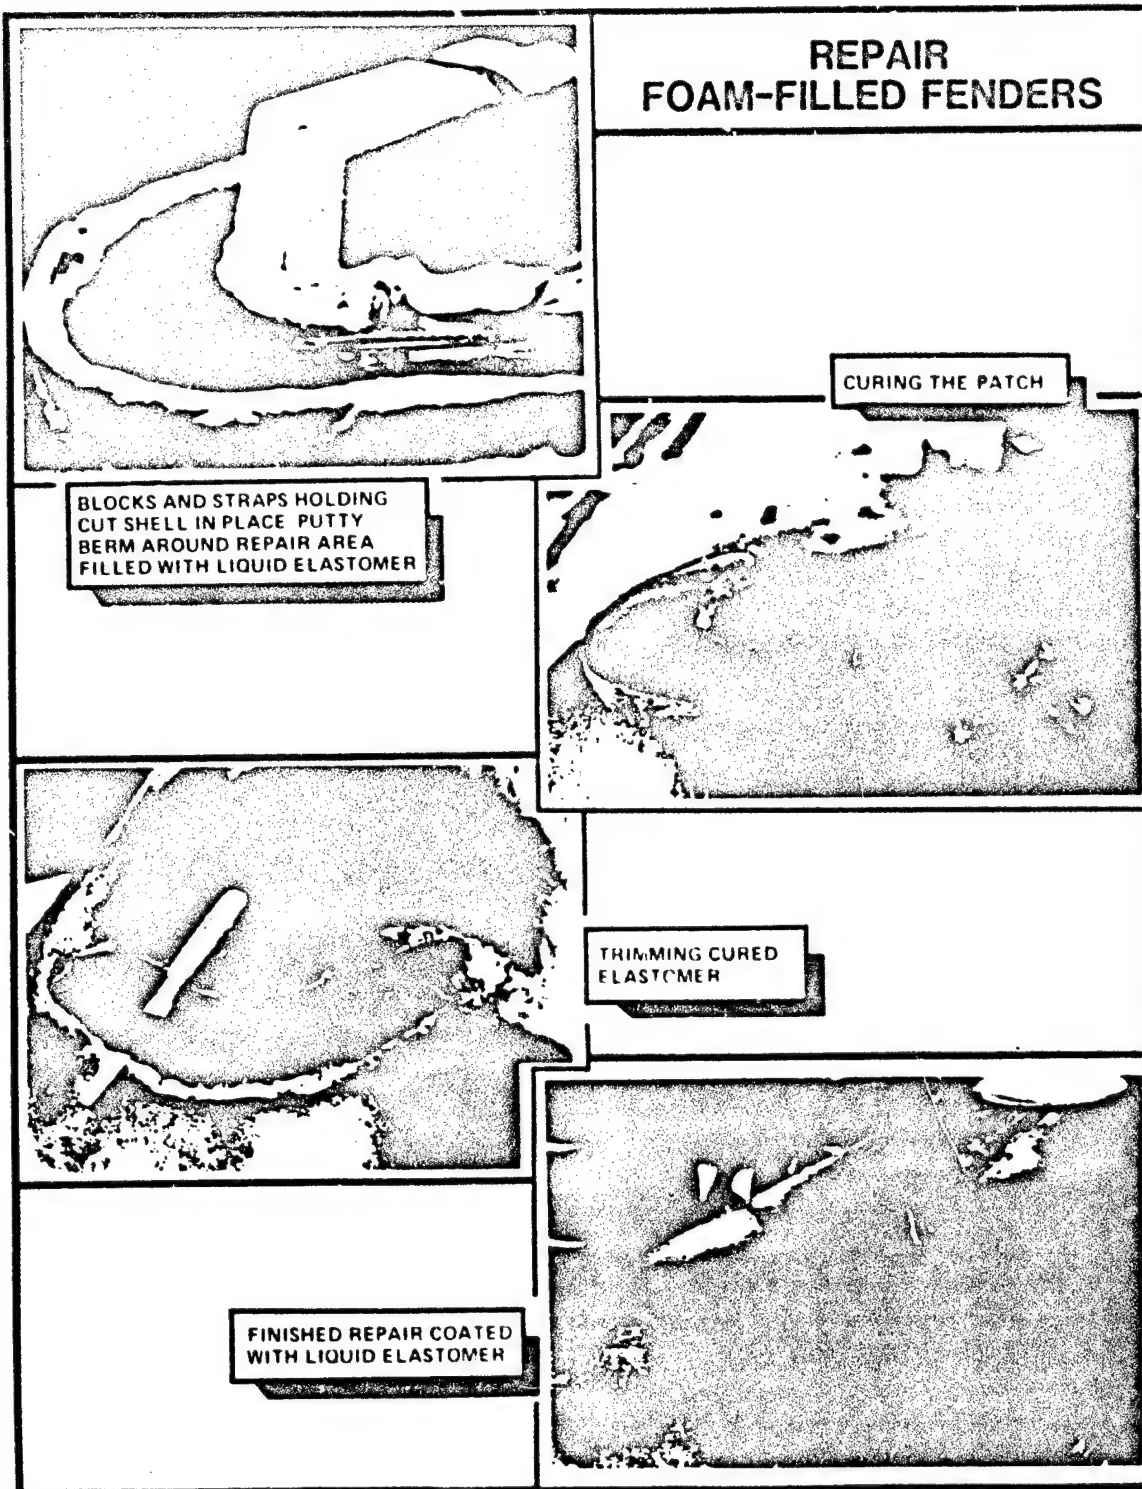 REPAIR
FOAM-FILLED FENDERS
CURING THE PATCH
BLOCKS AND STRAPS HOLDING
CUT SHELL IN PLACE PUTTY
BERM AROUND REPAIR AREA
FILLED WITH LIQUID ELASTOMER
TRIMMING CURED
ELASTOMER
FINISHED REPAIR COATED
WITH LIQUID ELASTOMER